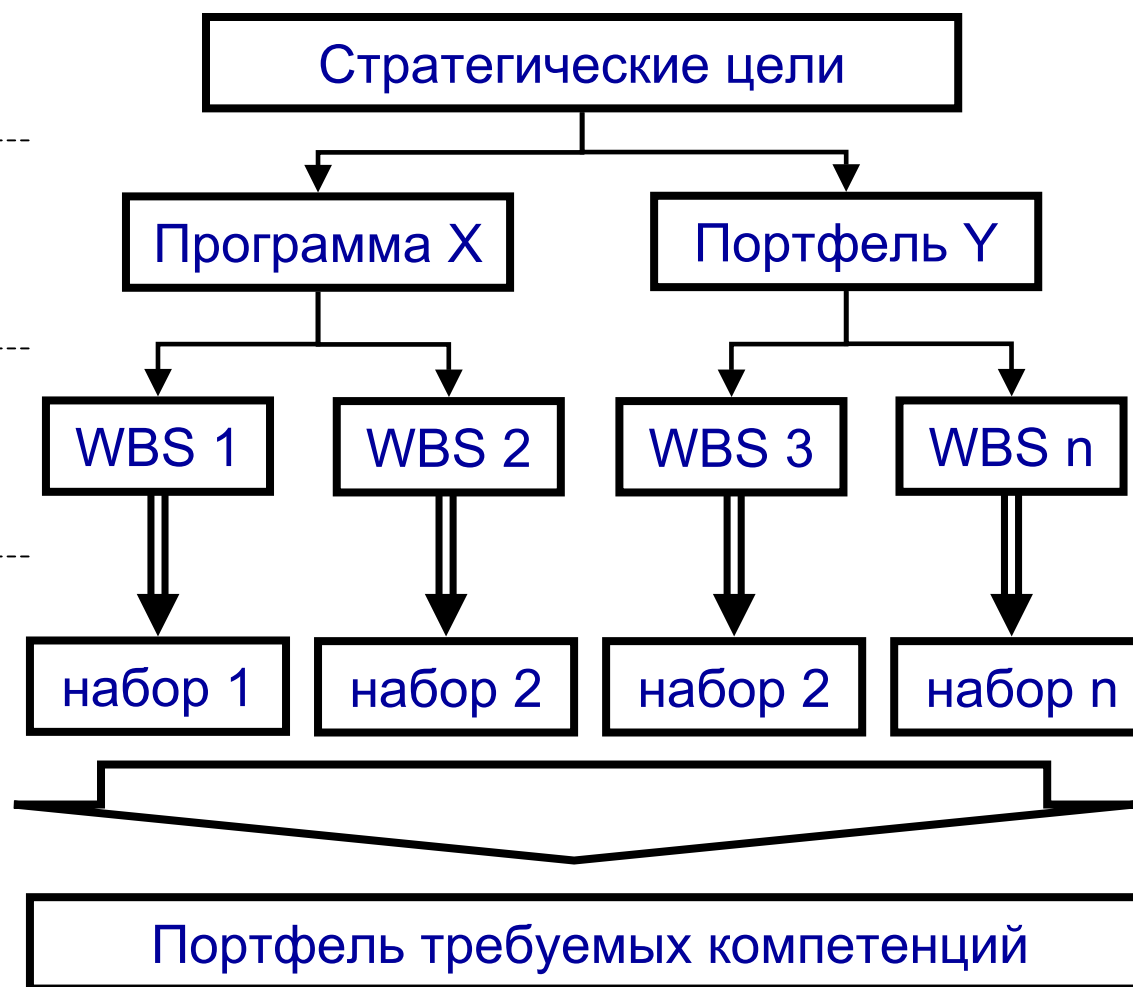 Стратегические цели
Программа X
Портфель Y
WBS 1
WBS 2
WBS 3
WBS n
набор 1
набор 2
набор 2
набор n
Портфель требуемых компетенций